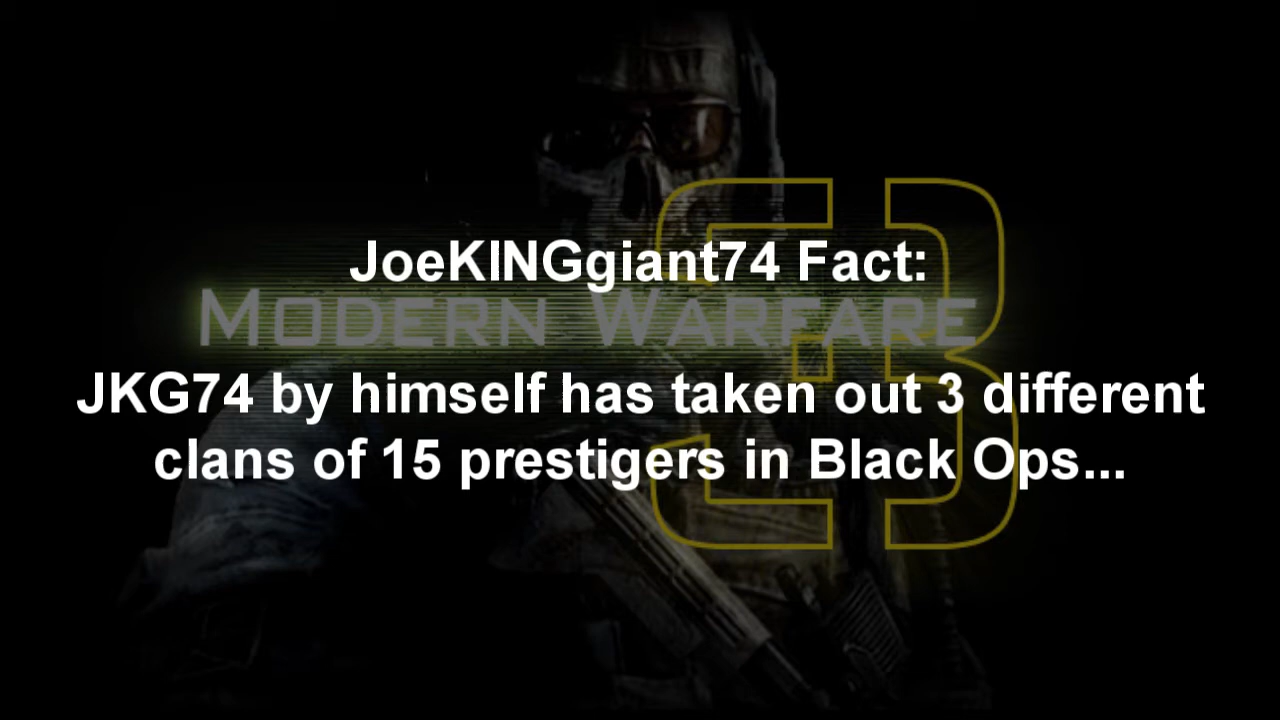 JoeKINGgiant74 Fact:
MODERN WARFARE
3
JKG74 by himself has taken out 3 different
clans of 15 prestigers in Black Ops...